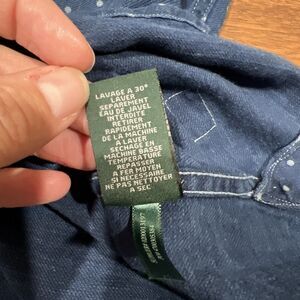 LAVAGE A 30°
LAVER
SEPAREMENT
EAU DE JAVEL
INTERDITE
RETIRER
RAPIDEMENT
DE LA MACHINE
A LAVER
SECHAGE EN
MACHINE BASSE
TEMPERATURE
REPASSER
A FER MOYEN
SI NECESSAIRE
NE PAS NETTOYER
A SEC